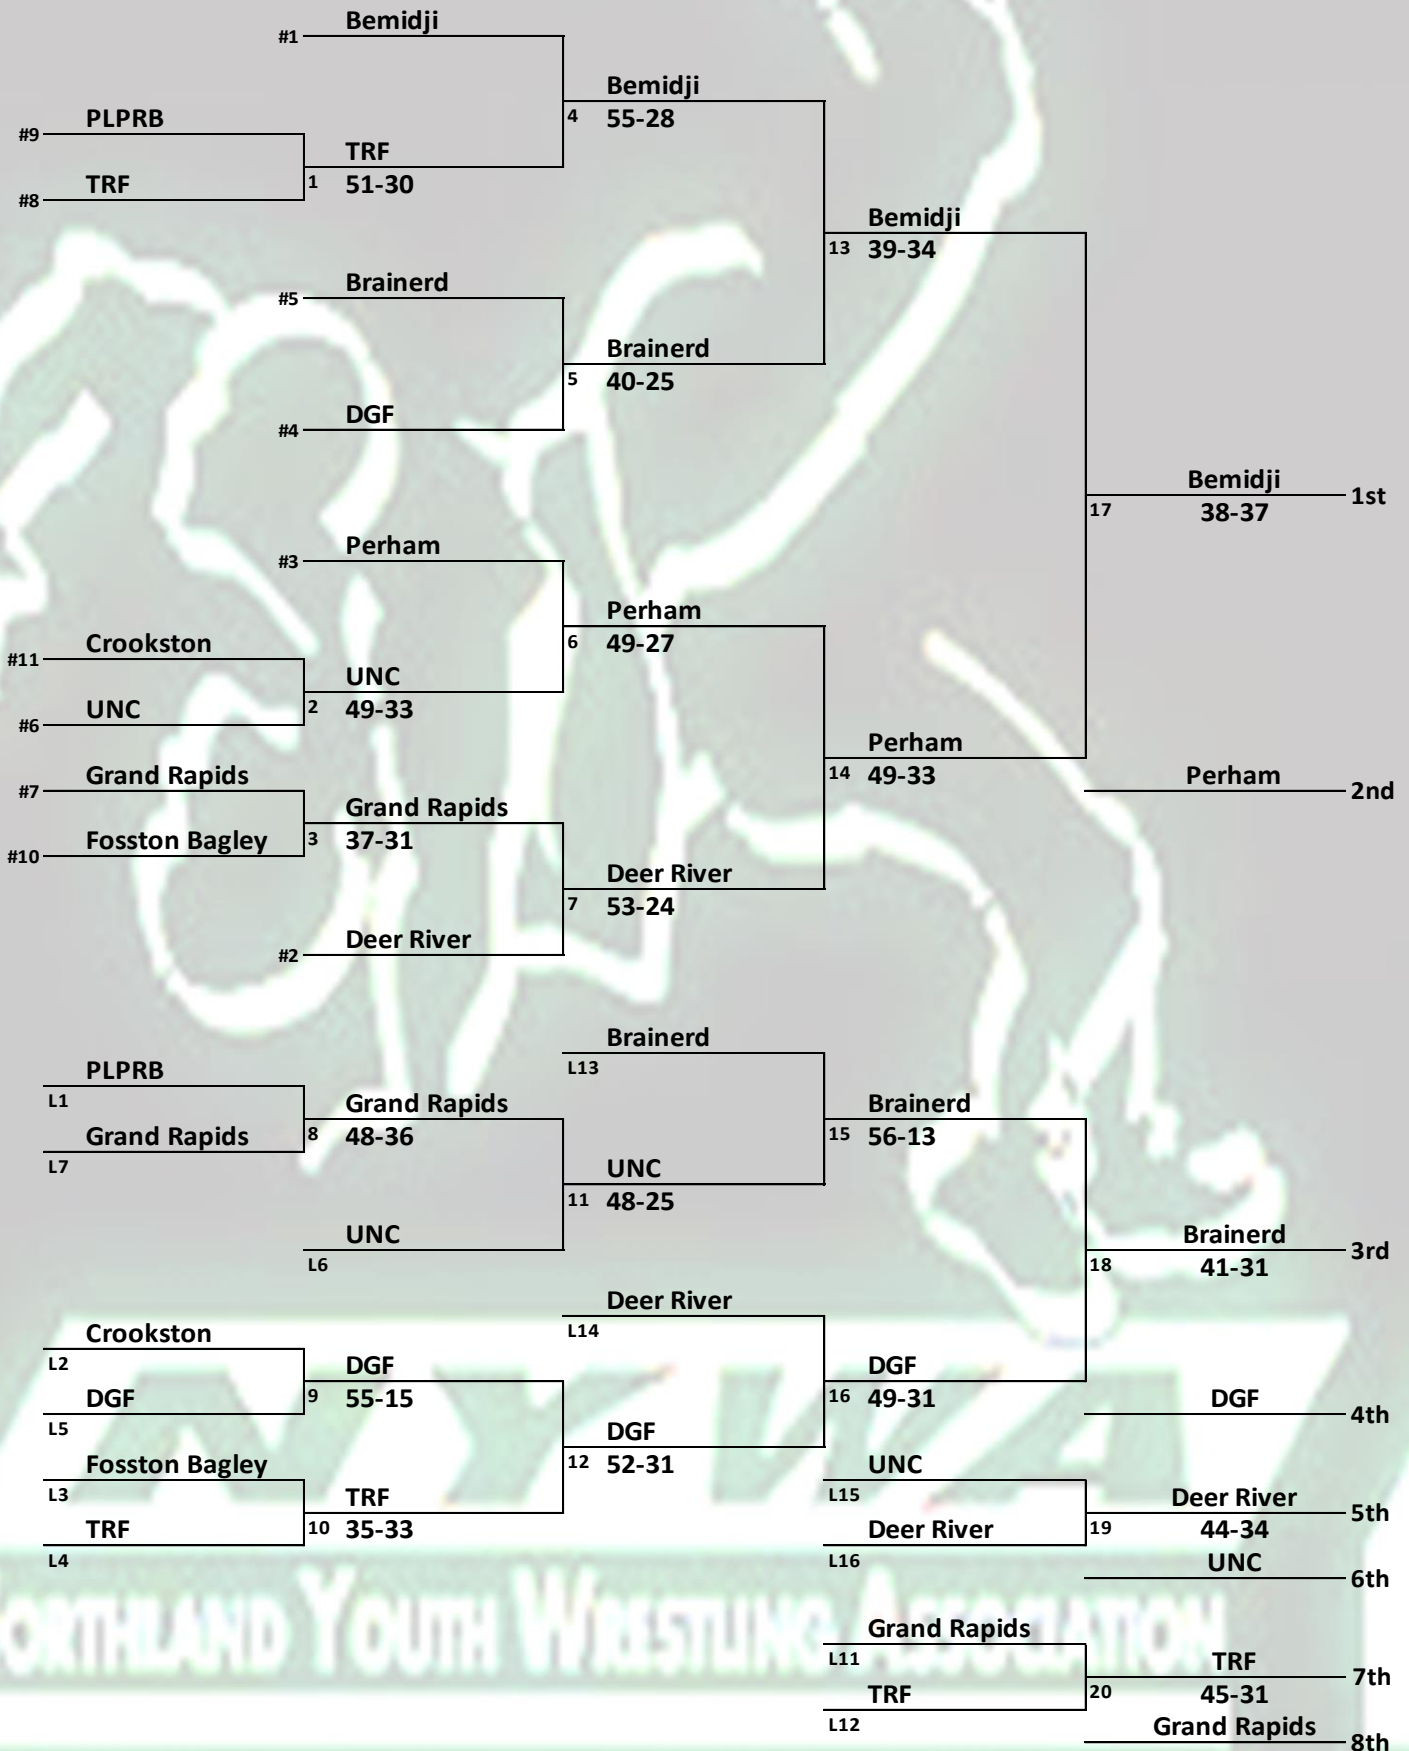 Bemidji
#1
Bemidji
4 55-28
PLPRB
#9
TRF
1 51-30
TRF
#8
Bemidji
13 39-34
Brainerd
#5
Brainerd
5 40-25
DGF
#4
Bemidji
1st
17 38-37
Perham
#3
Perham
6 49-27
Crookston
#11
UNC
2 49-33
UNC
#6
Perham
14 49-33
Grand Rapids
#7
Perham
2nd
Grand Rapids
3 37-31
Fosston Bagley
#10
Deer River
7 53-24
Deer River
#2
Brainerd
L13
PLPRB
L1
Grand Rapids
8 48-36
Grand Rapids
L7
Brainerd
15 56-13
UNC
11 48-25
UNC
L6
Brainerd
3rd
18 41-31
Deer River
L14
Crookston
L2
DGF
9 55-15
DGF
L5
DGF
16 49-31
DGF
4th
DGF
12 52-31
Fosston Bagley
L3
TRF
10 35-33
TRF
L4
UNC
L15
Deer River
5th
19 44-34
Deer River
L16
UNC
6th
NYWA
ORTHLAND YOUTH WRESTLING ASSOCIATION
Grand Rapids
L11
TRF
7th
20 45-31
TRF
L12
Grand Rapids
8th